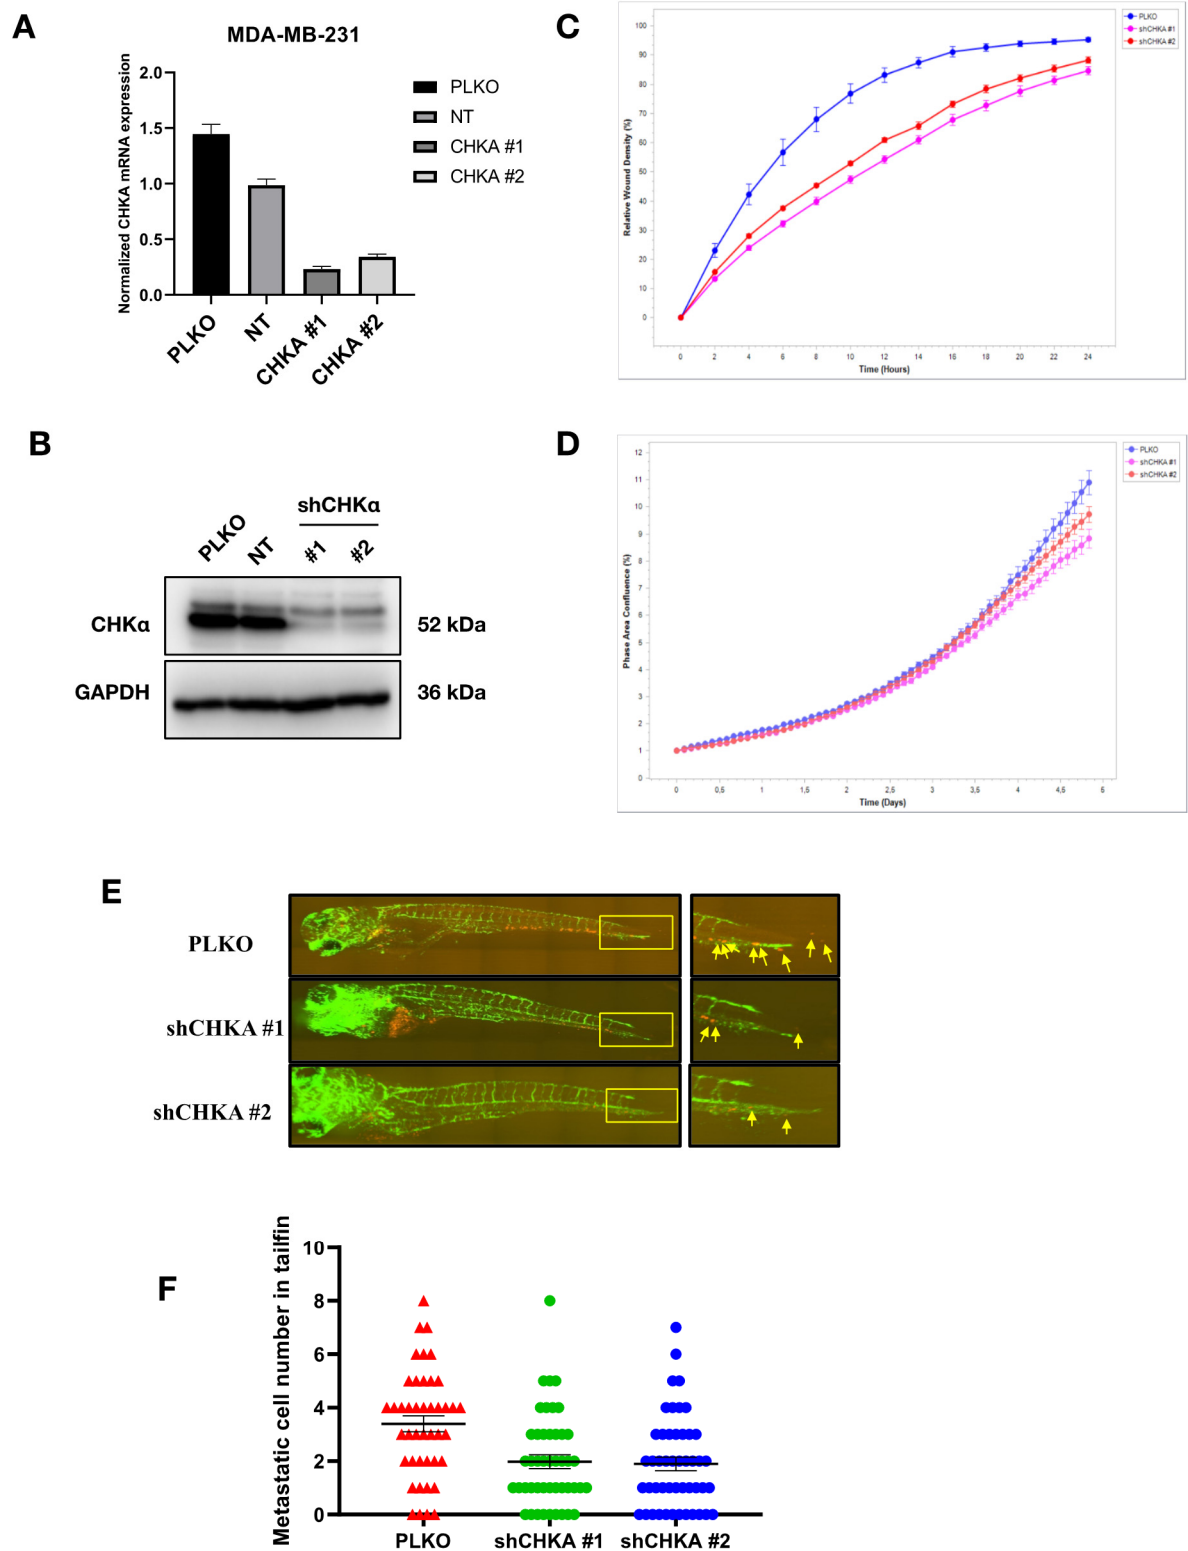 A
MDA-MB-231
Normalized CHKA mRNA expression
2.0
1.5
1.0
0.5
0.0
PLKO
NT
CHKA #1
CHKA #2
PLKO
NT
CHKA #1
CHKA #2
C
Relative Wound Density (%)
100
90
80
70
60
50
40
30
20
10
0
0 2 4 6 8 10 12 14 16 18 20 22 24
Time (Hours)
PLKO
shCHKA #1
shCHKA #2
B
shCHKα
PLKO NT #1 #2
CHKα 52 kDa
GAPDH 36 kDa
D
Phase Area Confluence (%)
12
11
10
9
8
7
6
5
4
3
2
1
0
0 0,5 1 1,5 2 2,5 3 3,5 4 4,5 6
Time (Days)
PLKO
shCHKA #1
shCHKA #2
E
PLKO
shCHKA #1
shCHKA #2
F
Metastatic cell number in tailfin
10
8
6
4
2
0
PLKO shCHKA #1 shCHKA #2